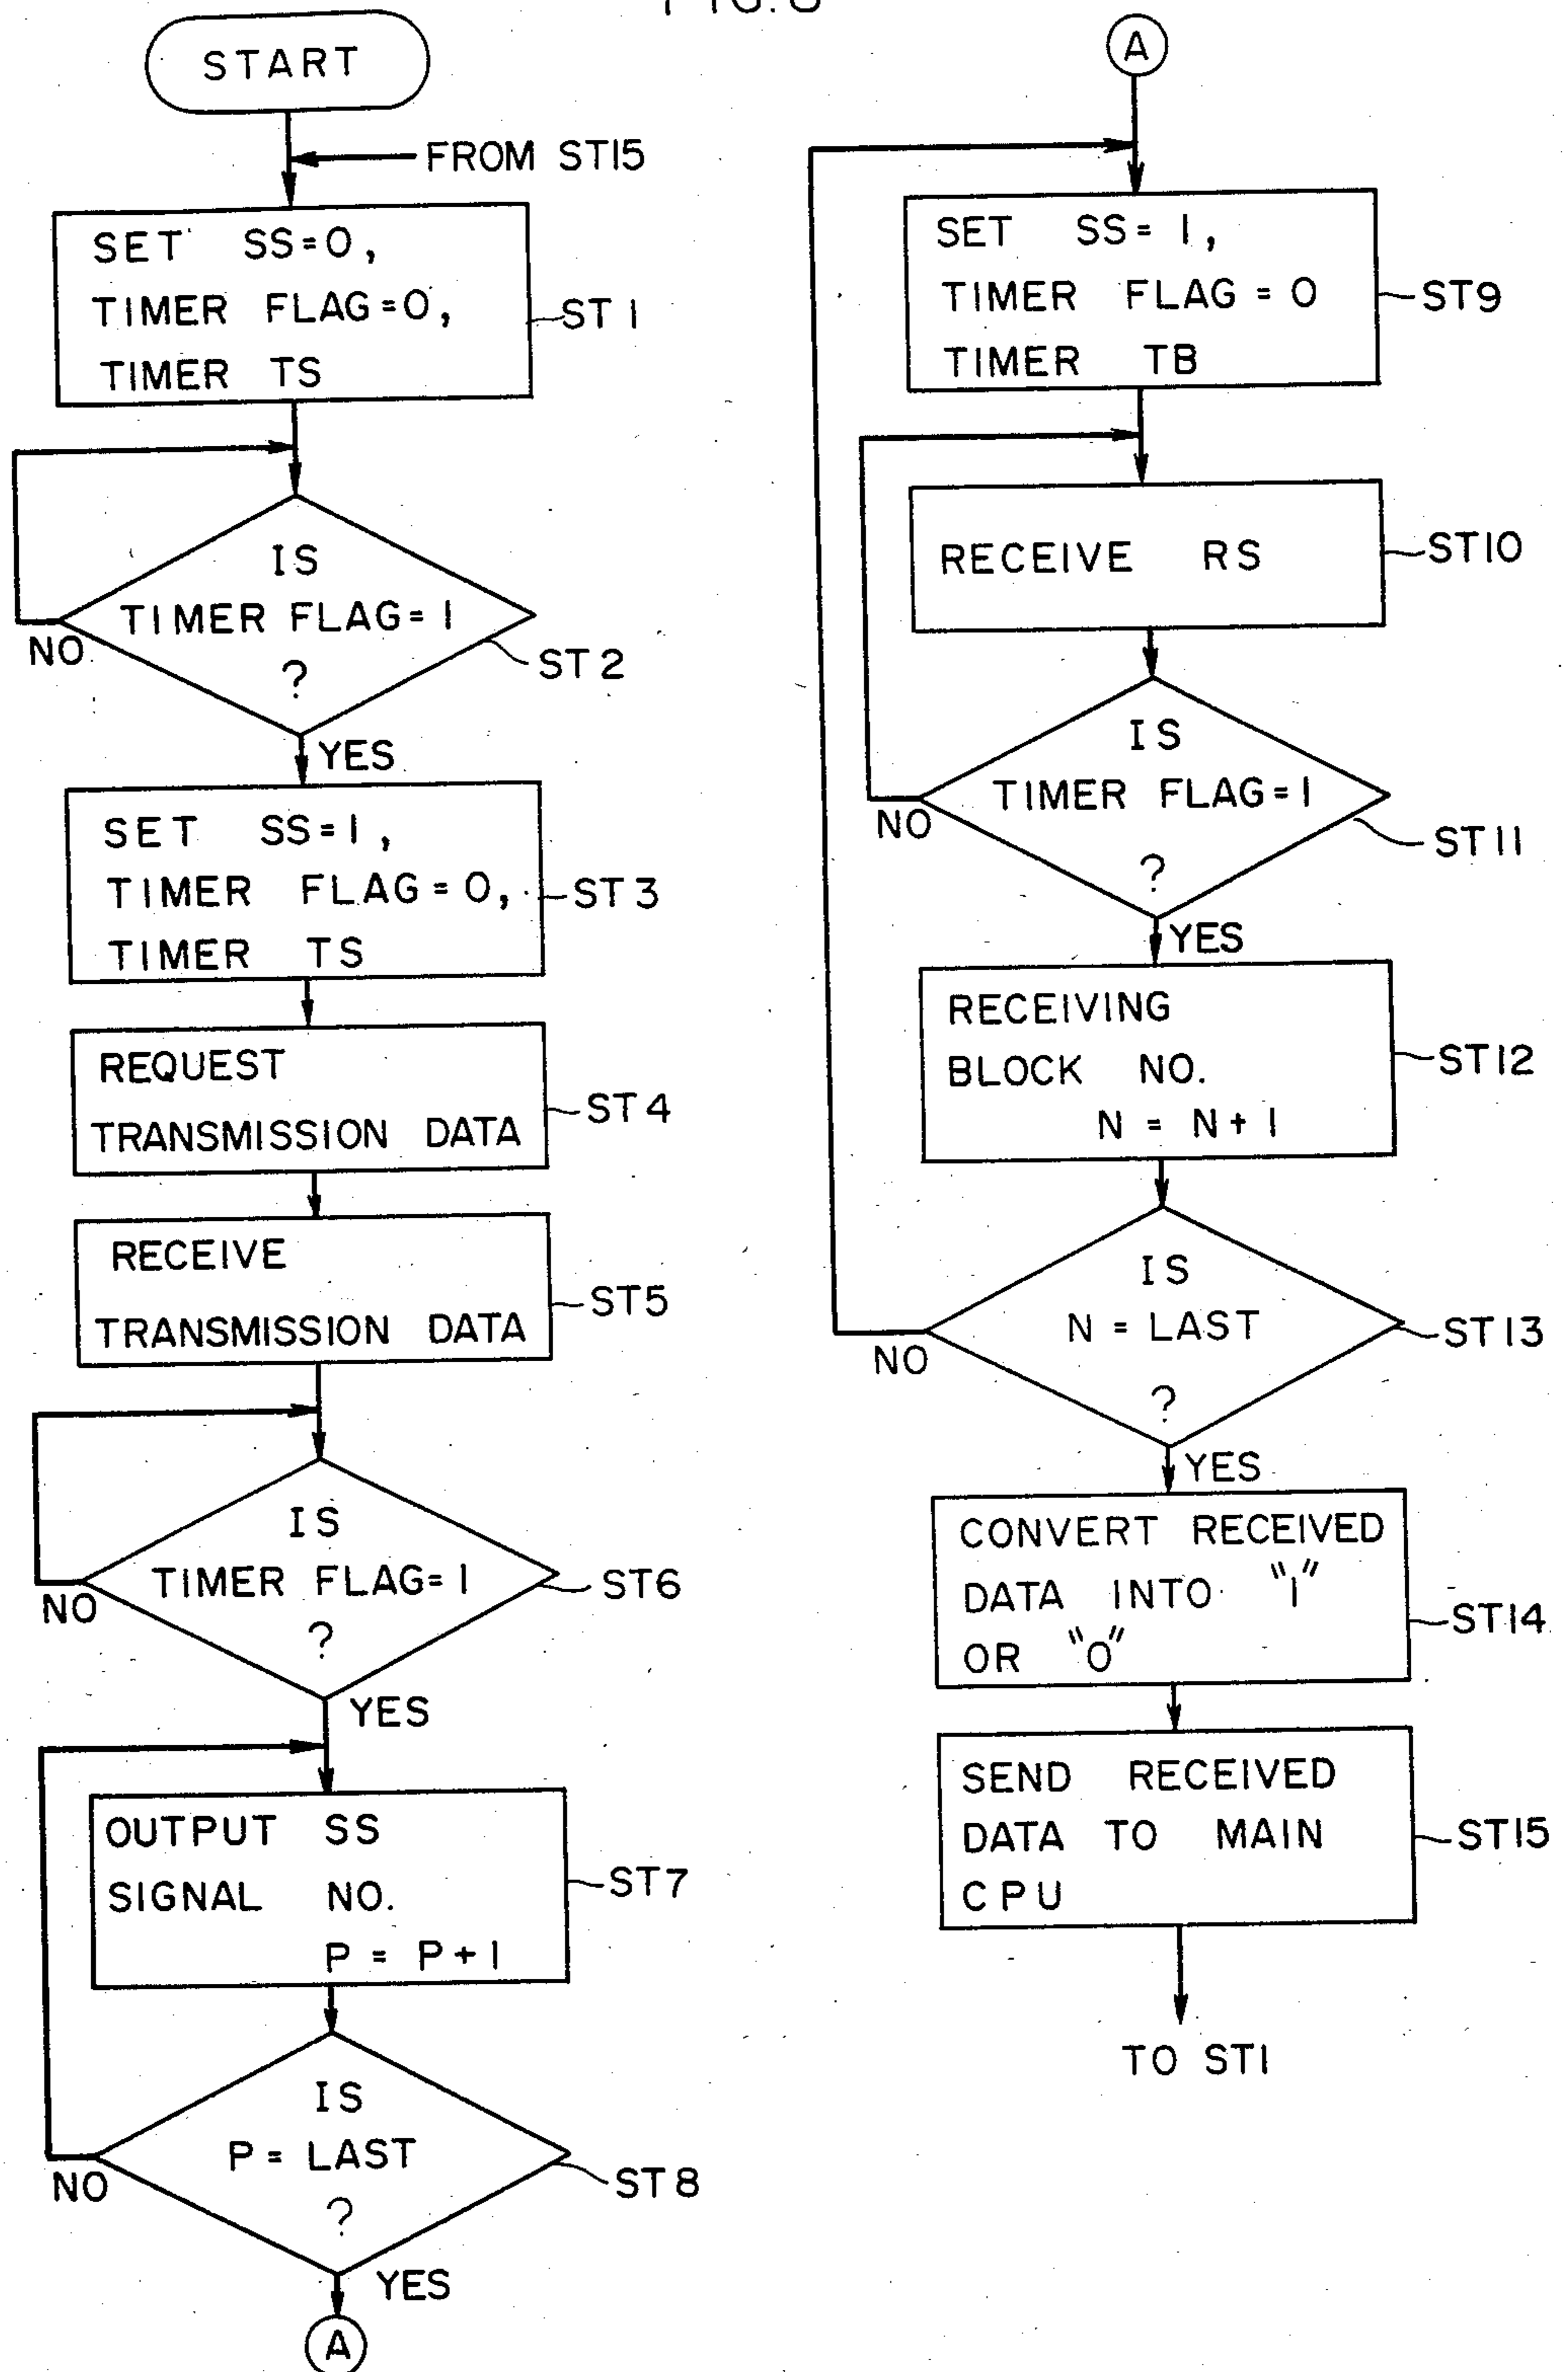 START
FROM ST15
SET SS=0,
TIMER FLAG=0,
TIMER TS
ST1
IS
TIMER FLAG=1
?
NO
ST2
YES
SET SS=1,
TIMER FLAG=0,
TIMER TS
ST3
REQUEST
TRANSMISSION DATA
ST4
RECEIVE
TRANSMISSION DATA
ST5
IS
TIMER FLAG=1
?
NO
ST6
YES
OUTPUT SS
SIGNAL NO.
P = P+1
ST7
IS
P = LAST
?
NO
ST8
YES
A
A
SET SS=1,
TIMER FLAG=0
TIMER TB
ST9
RECEIVE RS
ST10
IS
TIMER FLAG=1
?
NO
ST11
YES
RECEIVING
BLOCK NO.
N = N+1
ST12
IS
N = LAST
?
NO
ST13
YES
CONVERT RECEIVED
DATA INTO "1"
OR "0"
ST14
SEND RECEIVED
DATA TO MAIN
CPU
ST15
TO ST1